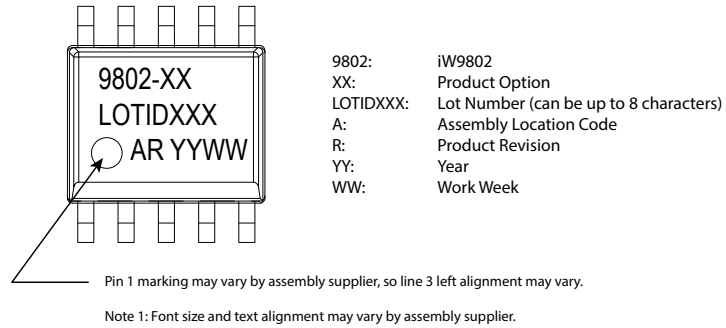 9802-XX
LOTIDXXX
AR YYWW
9802: iW9802
XX: Product Option
LOTIDXXX: Lot Number (can be up to 8 characters)
A: Assembly Location Code
R: Product Revision
YY: Year
WW: Work Week
Pin 1 marking may vary by assembly supplier, so line 3 left alignment may vary.
Note 1: Font size and text alignment may vary by assembly supplier.